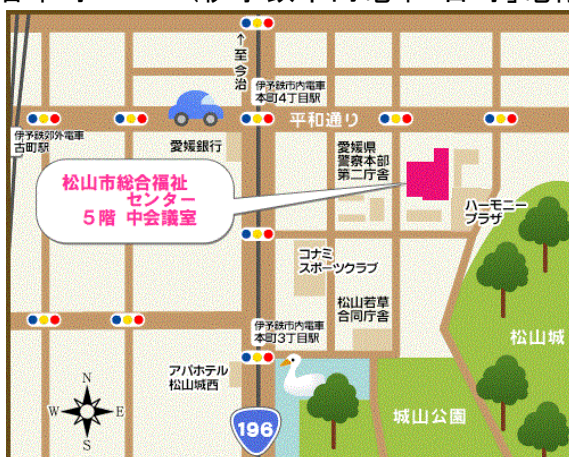 ↑至今治
伊予鉄市内電車
本町4丁目駅
平和通り
伊予鉄郊外電車
古町駅
愛媛銀行
愛媛県
警察本部
第二庁舎
松山市総合福祉
センター
5階 中会議室
ハーモニー
プラザ
コナミ
スポーツクラブ
松山若草
合同庁舎
伊予鉄市内電車
本町3丁目駅
松山城
アパホテル
松山城西
城山公園
N
W E
S
196